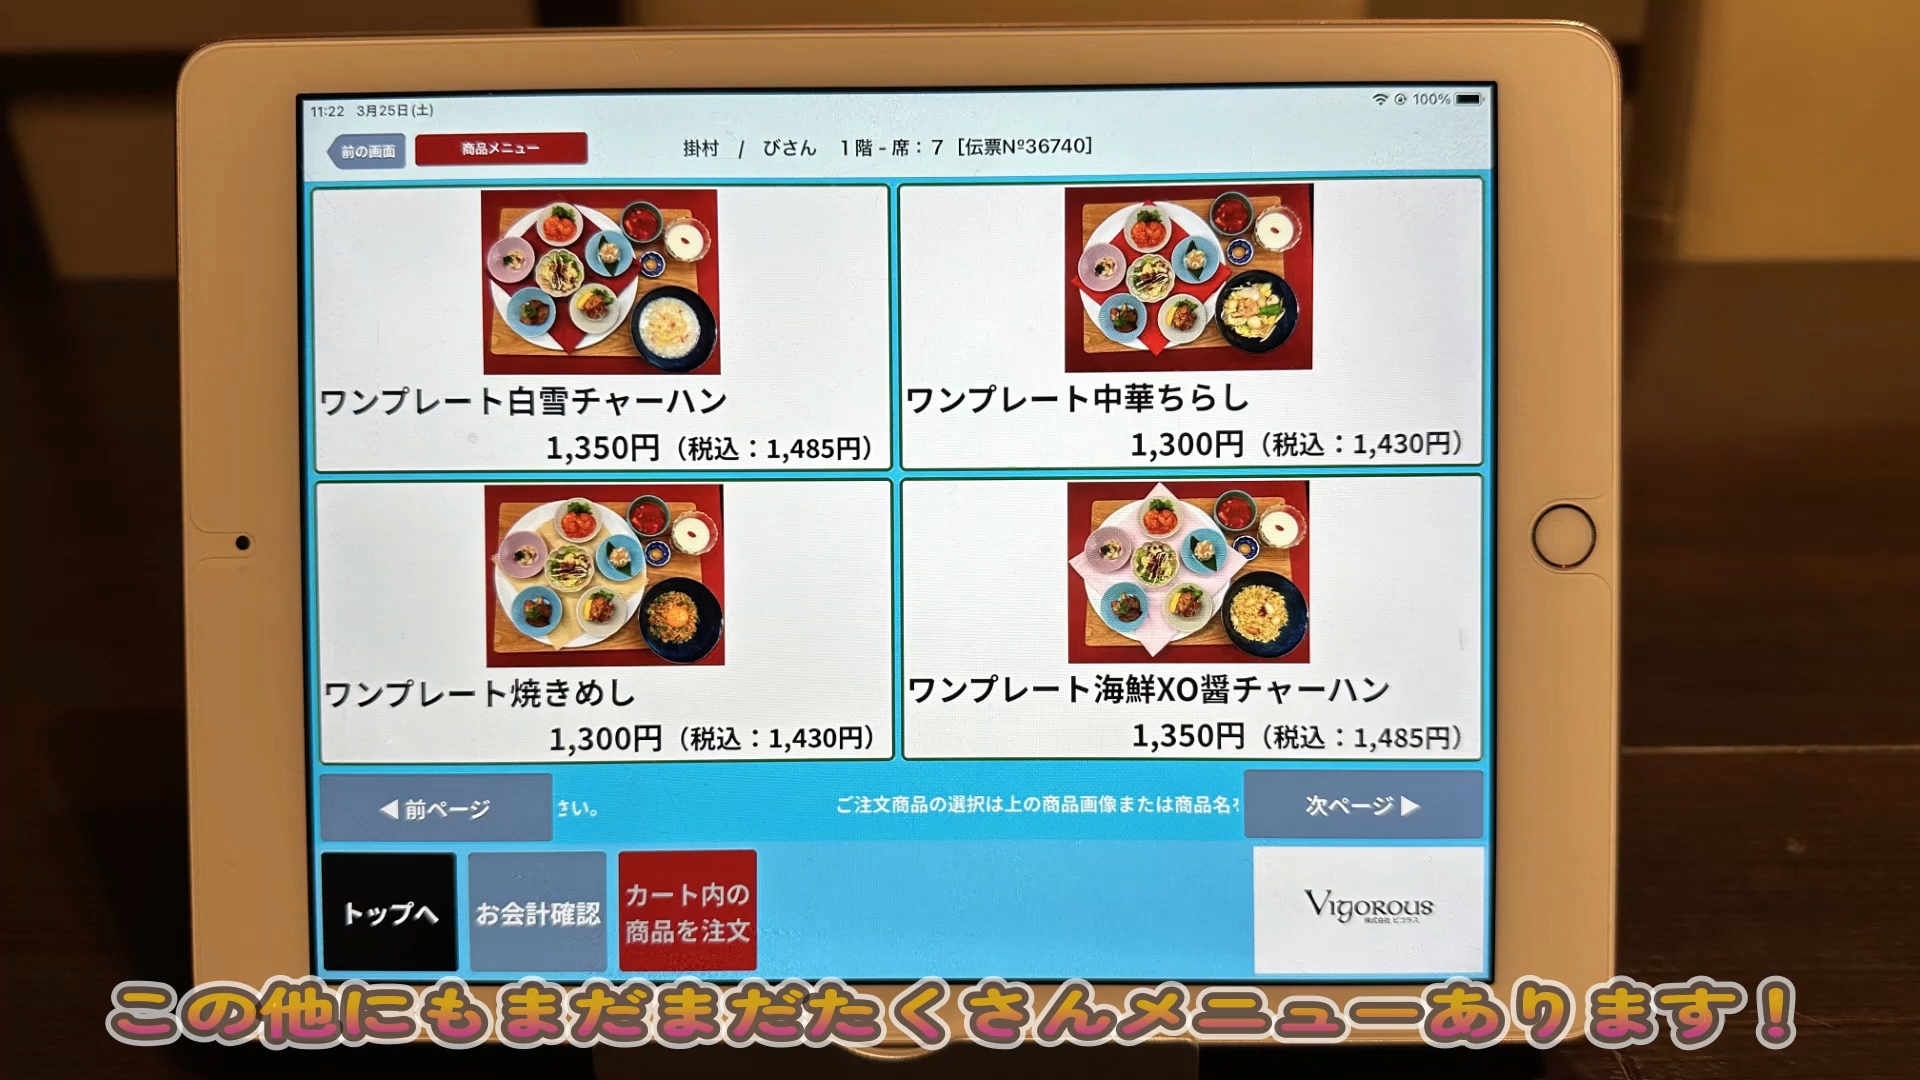 11:22 3月25日(土)
100%
前の画面
商品メニュー
掛村 / びさん 1階 - 席：7 [伝票Nº36740]
ワンプレート白雪チャーハン
1,350円（税込：1,485円）
ワンプレート中華ちらし
1,300円（税込：1,430円）
ワンプレート焼きめし
1,300円（税込：1,430円）
ワンプレート海鮮XO醤チャーハン
1,350円（税込：1,485円）
◀前ページ
さい。
ご注文商品の選択は上の商品画像または商品名を
次ページ▶
トップへ
お会計確認
カート内の
商品を注文
VIGOROUS
株式会社 ビゴラス
この他にもまだまだたくさんメニューあります！